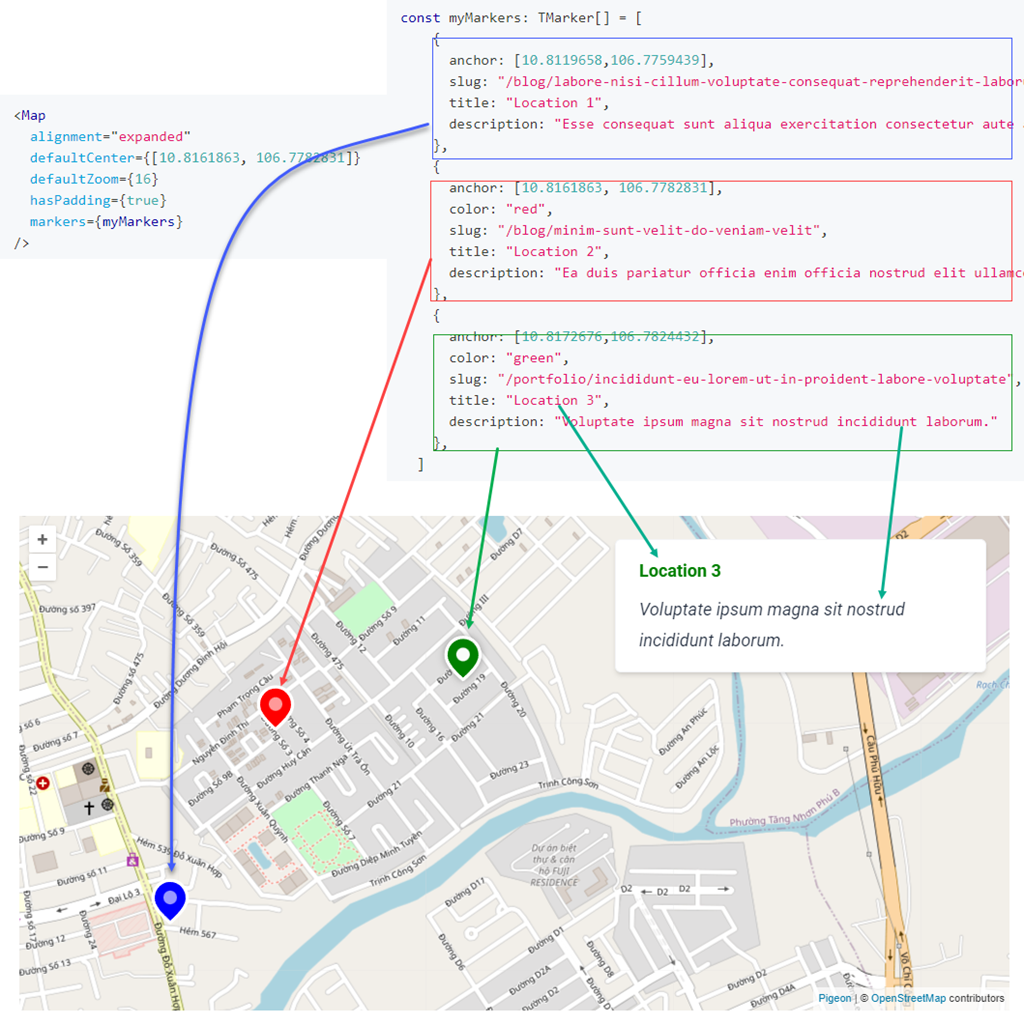 const myMarkers: TMarker[] = [
{
anchor: [10.8119658,106.7759439],
slug: "/blog/labore-nisi-cillum-voluptate-consequat-reprehenderit-labor
title: "Location 1",
description: "Esse consequat sunt aliqua exercitation consectetur aute
},
{
anchor: [10.8161863, 106.7782831],
color: "red",
slug: "/blog/minim-sunt-velit-do-veniam-velit",
title: "Location 2",
description: "Ea duis pariatur officia enim officia nostrud elit ullamc
},
{
anchor: [10.8172676,106.7824432],
color: "green",
slug: "/portfolio/incididunt-eu-lorem-ut-in-proident-labore-voluptate",
title: "Location 3",
description: "Voluptate ipsum magna sit nostrud incididunt laborum."
},
]
<Map
alignment="expanded"
defaultCenter={[10.8161863, 106.7782831]}
defaultZoom={16}
hasPadding={true}
markers={myMarkers}
/>
+
−
Location 3
Voluptate ipsum magna sit nostrud
incididunt laborum.
Đường Số 359
Đường Số 475
Hẻm
Đường Dương
Đường D7
D2
Đường số 397
Đường Số 359
Đường Số 9
Đường 11
Đường III
Đường 12
Đường 475
Đường Dương Đình Hội
Đường số 475
Phạm Trọng Cầu
Nguyễn Đình Thi
Đường Số 4
Đường Số 3
Đường 19
Đường 20
Đường 21
Đường 16
Đường 10
Đường Út Trà Ôn
Đường Huy Cận
Đường Thanh Nga
Đường 21
Đường 23
Trịnh Công Sơn
Đường An Phúc
Đường An Lộc
Rạch Ch
Cầu Phú Hữu
Phường Tăng Nhơn Phú B
số 6
Đường Số 7
Số 22
Đường Số 9B
Đường Xuân Quỳnh
Đường Số 7
Đường Diệp Minh Tuyền
Trịnh Công Sơn
Đường Số 9
Hẻm 535 Đỗ Xuân Hợp
Đường số 11
Đại Lộ 3
Đường số 17
Đường 24
Đường 12
Đường Số 13
Hẻm 567
Đường Đỗ Xuân Hợp
Dự án biệt
thự & căn
hộ FUJI
RESIDENCE
D2
D2
D2
Đường D11
Đường D6
Đường D1
Đường D2A
Đường D2
Đường D8
Đường D2
Đường D4A
Võ Chí C
Pigeon | © OpenStreetMap contributors